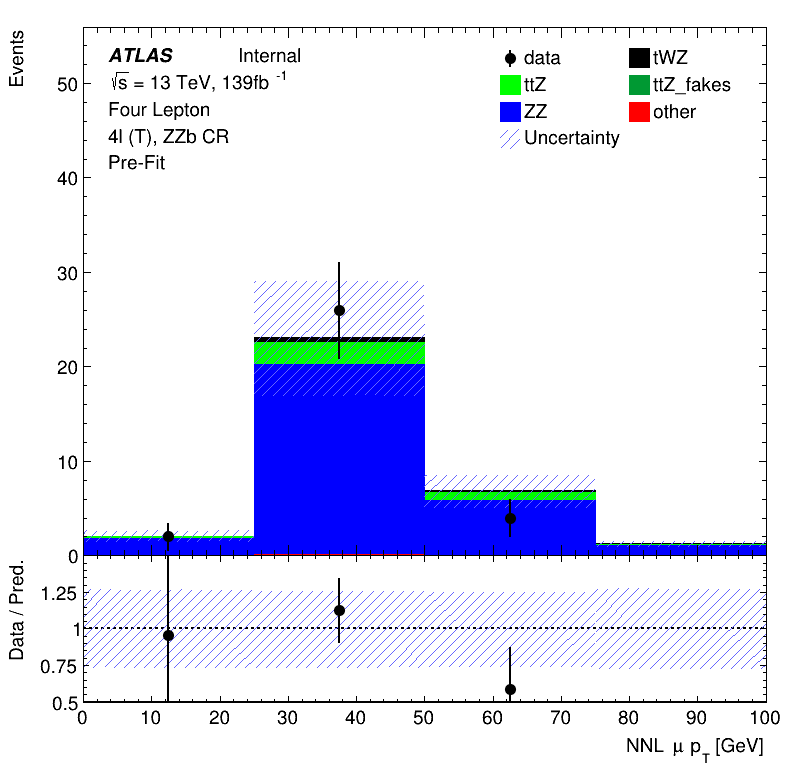 Events
ATLAS Internal
√s = 13 TeV, 139fb -1
Four Lepton
4l (T), ZZb CR
Pre-Fit
data
tWZ
ttZ
ttZ_fakes
ZZ
other
Uncertainty
50
40
30
20
10
0
Data / Pred.
1.25
1
0.75
0.5
0 10 20 30 40 50 60 70 80 90 100
NNL μ pT [GeV]